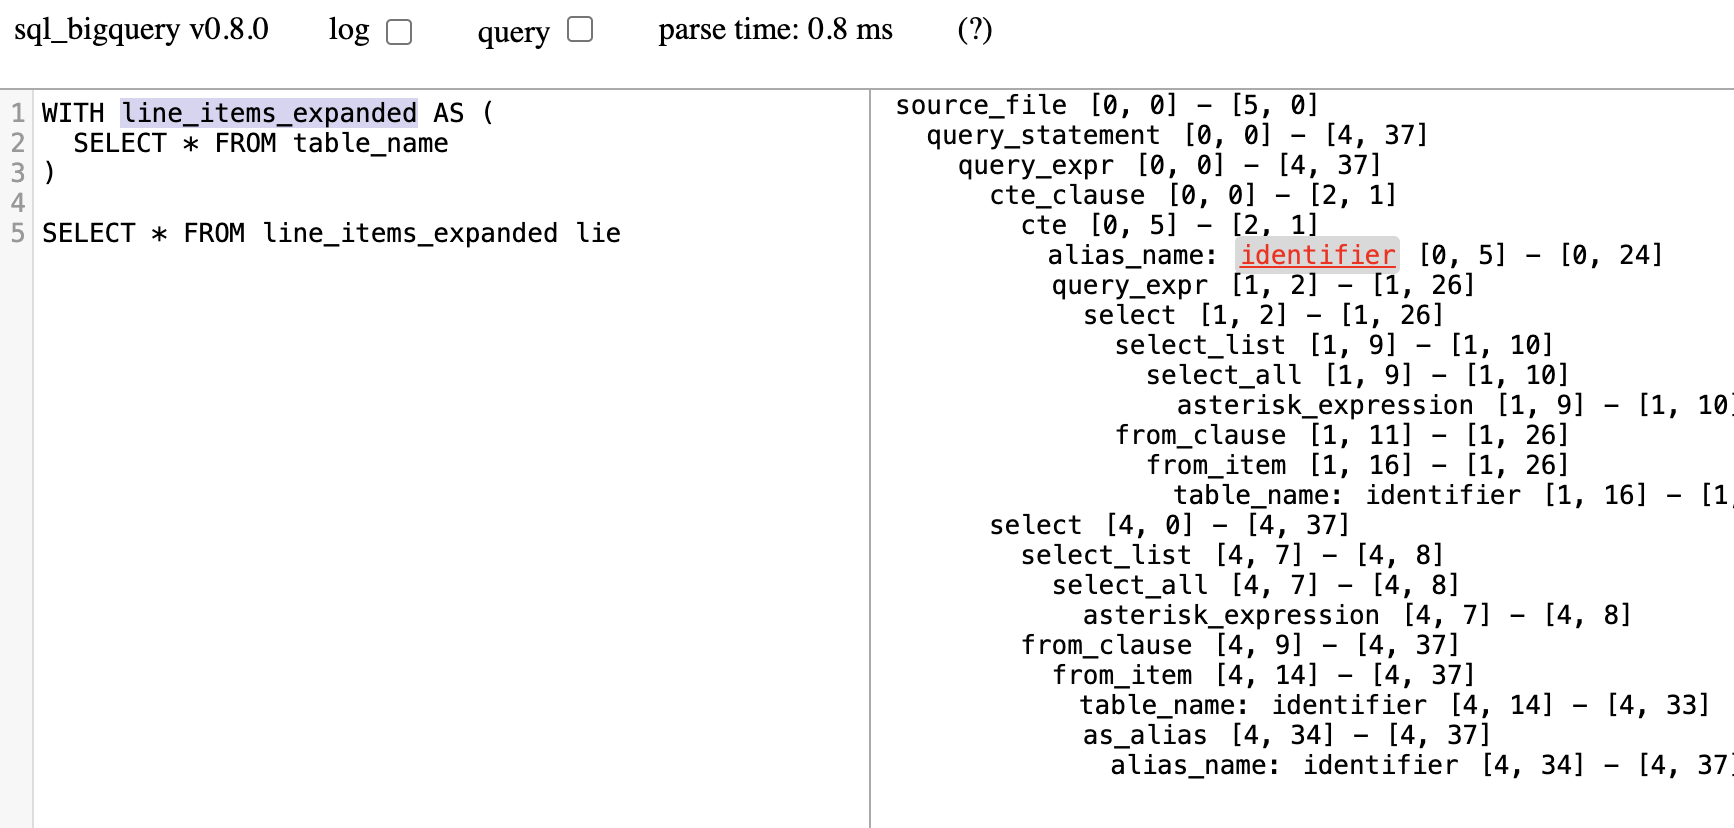 sql_bigquery v0.8.0 log query parse time: 0.8 ms (?)
1 WITH line_items_expanded AS (
2 SELECT * FROM table_name
3 )
4
5 SELECT * FROM line_items_expanded lie
source_file [0, 0] - [5, 0]
query_statement [0, 0] - [4, 37]
query_expr [0, 0] - [4, 37]
cte_clause [0, 0] - [2, 1]
cte [0, 5] - [2, 1]
alias_name: identifier [0, 5] - [0, 24]
query_expr [1, 2] - [1, 26]
select [1, 2] - [1, 26]
select_list [1, 9] - [1, 10]
select_all [1, 9] - [1, 10]
asterisk_expression [1, 9] - [1, 10]
from_clause [1, 11] - [1, 26]
from_item [1, 16] - [1, 26]
table_name: identifier [1, 16] - [1,
select [4, 0] - [4, 37]
select_list [4, 7] - [4, 8]
select_all [4, 7] - [4, 8]
asterisk_expression [4, 7] - [4, 8]
from_clause [4, 9] - [4, 37]
from_item [4, 14] - [4, 37]
table_name: identifier [4, 14] - [4, 33]
as_alias [4, 34] - [4, 37]
alias_name: identifier [4, 34] - [4, 37]